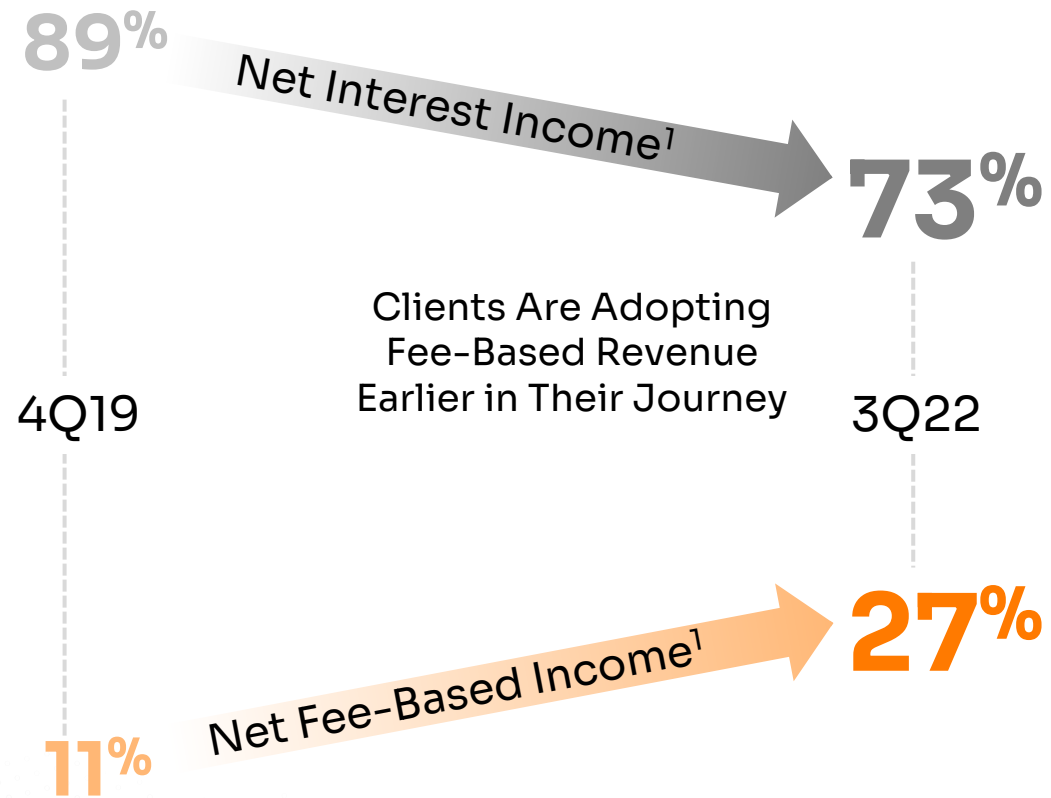 89%
Net Interest Income¹
73%
Clients Are Adopting
Fee-Based Revenue
Earlier in Their Journey
4Q19
3Q22
27%
Net Fee-Based Income¹
11%